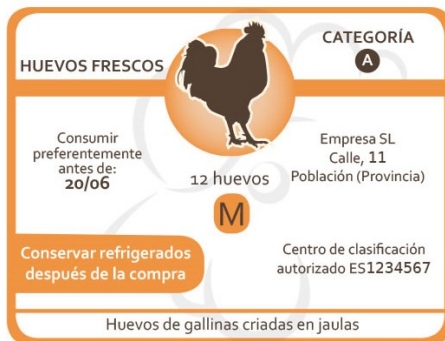 HUEVOS FRESCOS
CATEGORÍA
A
Consumir
preferentemente
antes de:
20/06
12 huevos
M
Empresa SL
Calle, 11
Población (Provincia)
Conservar refrigerados
después de la compra
Centro de clasificación
autorizado ES1234567
Huevos de gallinas criadas en jaulas